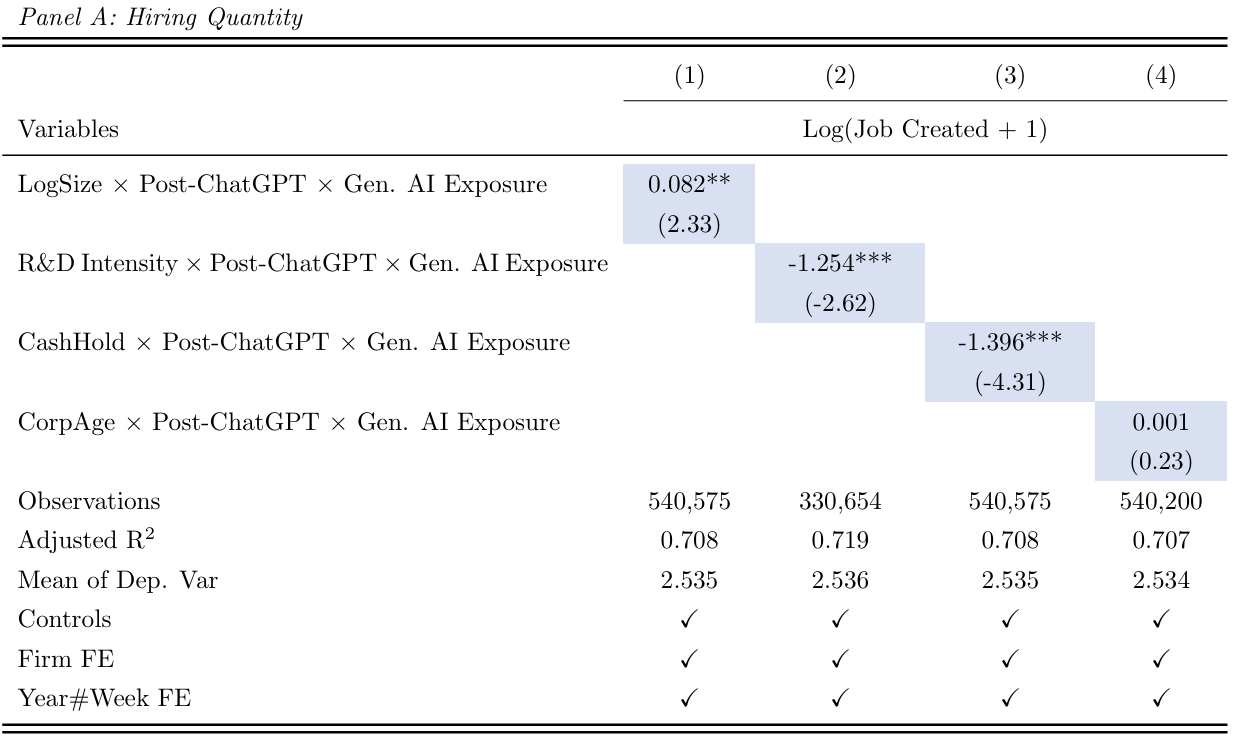 Panel A: Hiring Quantity
(1) (2) (3) (4)
Variables Log(Job Created + 1)
LogSize × Post-ChatGPT × Gen. AI Exposure 0.082**
(2.33)
R&D Intensity × Post-ChatGPT × Gen. AI Exposure -1.254***
(-2.62)
CashHold × Post-ChatGPT × Gen. AI Exposure -1.396***
(-4.31)
CorpAge × Post-ChatGPT × Gen. AI Exposure 0.001
(0.23)
Observations 540,575 330,654 540,575 540,200
Adjusted R² 0.708 0.719 0.708 0.707
Mean of Dep. Var 2.535 2.536 2.535 2.534
Controls ✓ ✓ ✓ ✓
Firm FE ✓ ✓ ✓ ✓
Year#Week FE ✓ ✓ ✓ ✓